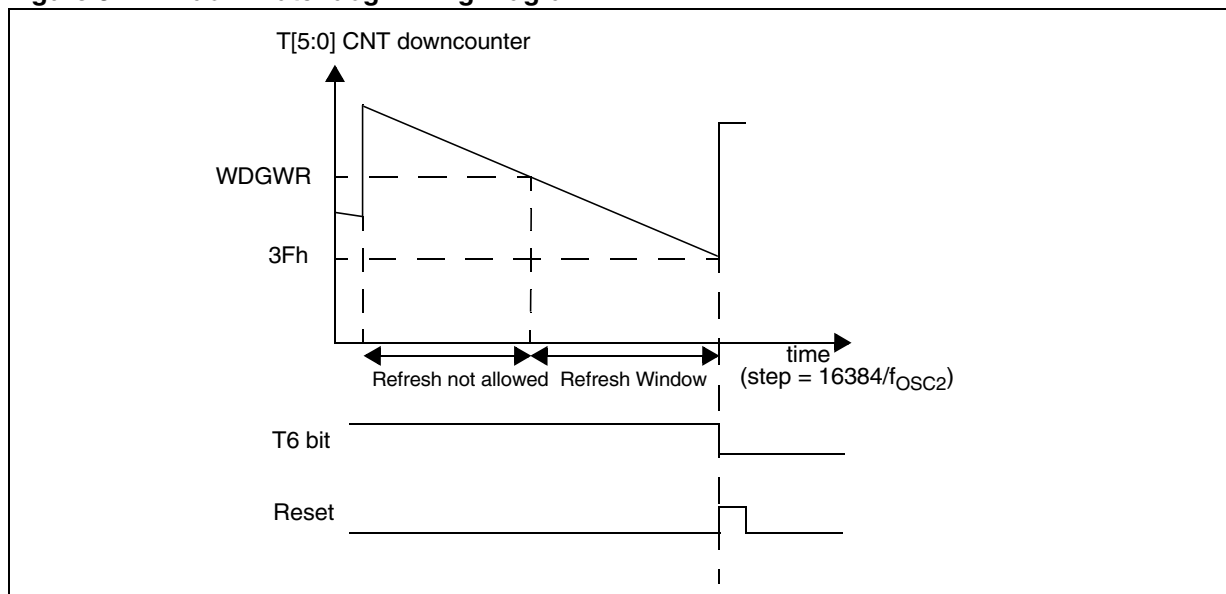 T[5:0] CNT downcounter
WDGWR
3Fh
time
Refresh not allowed Refresh Window (step = 16384/fOSC2)
T6 bit
Reset